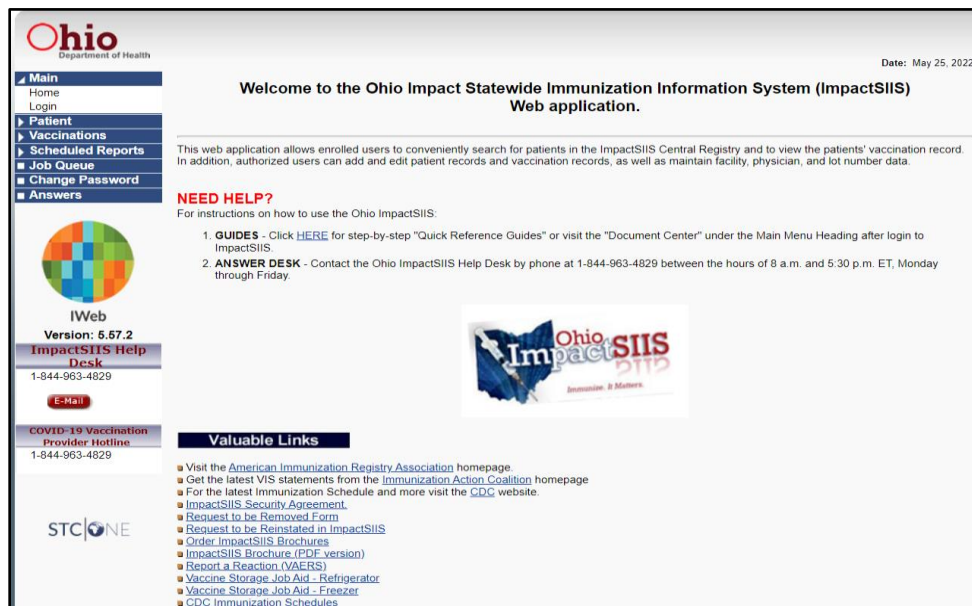 Ohio
Department of Health
Date: May 25, 2022
Main
Home
Login
Patient
Vaccinations
Scheduled Reports
Job Queue
Change Password
Answers
IWeb
Version: 5.57.2
ImpactSIIS Help
Desk
1-844-963-4829
E-Mail
COVID-19 Vaccination
Provider Hotline
1-844-963-4829
STC|ONE
Welcome to the Ohio Impact Statewide Immunization Information System (ImpactSIIS)
Web application.
This web application allows enrolled users to conveniently search for patients in the ImpactSIIS Central Registry and to view the patients' vaccination record.
In addition, authorized users can add and edit patient records and vaccination records, as well as maintain facility, physician, and lot number data.
NEED HELP?
For instructions on how to use the Ohio ImpactSIIS:
1. GUIDES - Click HERE for step-by-step "Quick Reference Guides" or visit the "Document Center" under the Main Menu Heading after login to
ImpactSIIS.
2. ANSWER DESK - Contact the Ohio ImpactSIIS Help Desk by phone at 1-844-963-4829 between the hours of 8 a.m. and 5:30 p.m. ET, Monday
through Friday.
Ohio
ImpactSIIS
Immunize. It Matters.
Valuable Links
Visit the American Immunization Registry Association homepage.
Get the latest VIS statements from the Immunization Action Coalition homepage
For the latest Immunization Schedule and more visit the CDC website.
ImpactSIIS Security Agreement.
Request to be Removed Form
Request to be Reinstated in ImpactSIIS
Order ImpactSIIS Brochures
ImpactSIIS Brochure (PDF version)
Report a Reaction (VAERS)
Vaccine Storage Job Aid - Refrigerator
Vaccine Storage Job Aid - Freezer
CDC Immunization Schedules